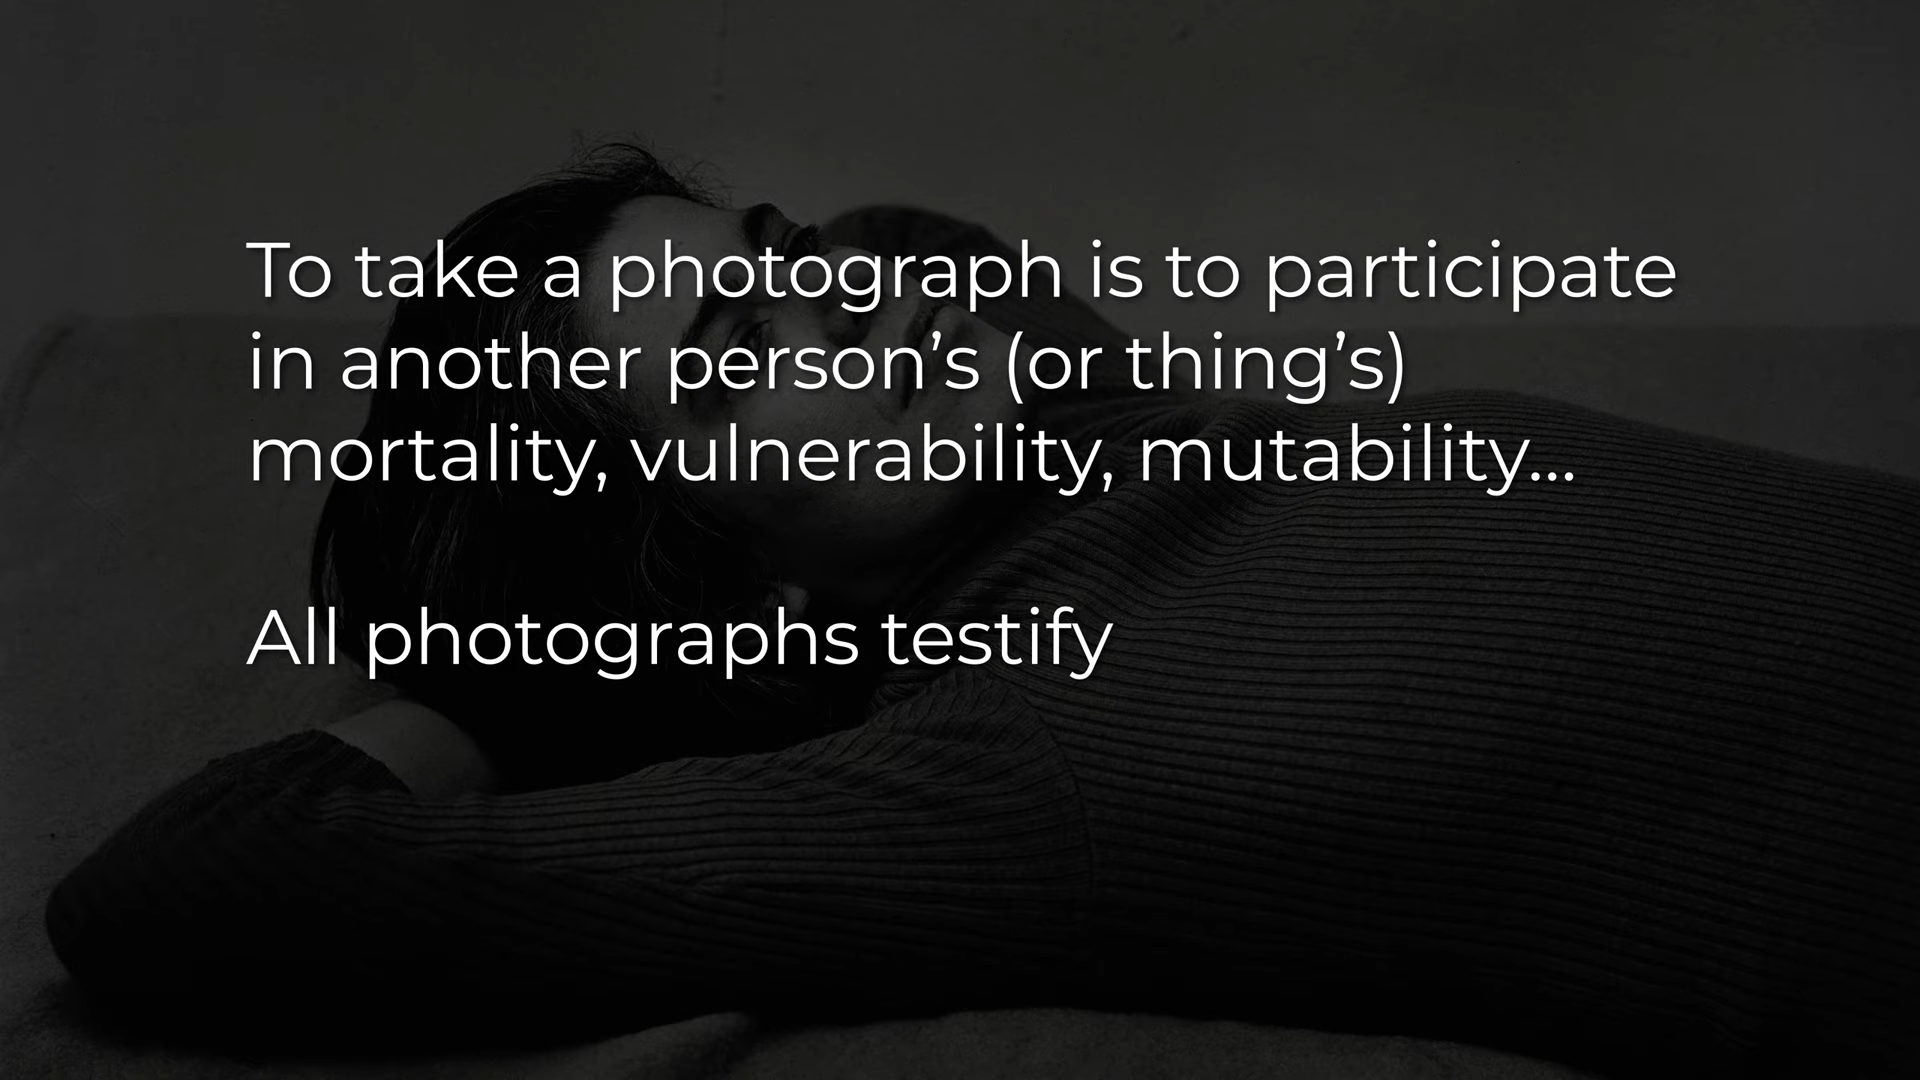 To take a photograph is to participate
in another person’s (or thing’s)
mortality, vulnerability, mutability...
All photographs testify